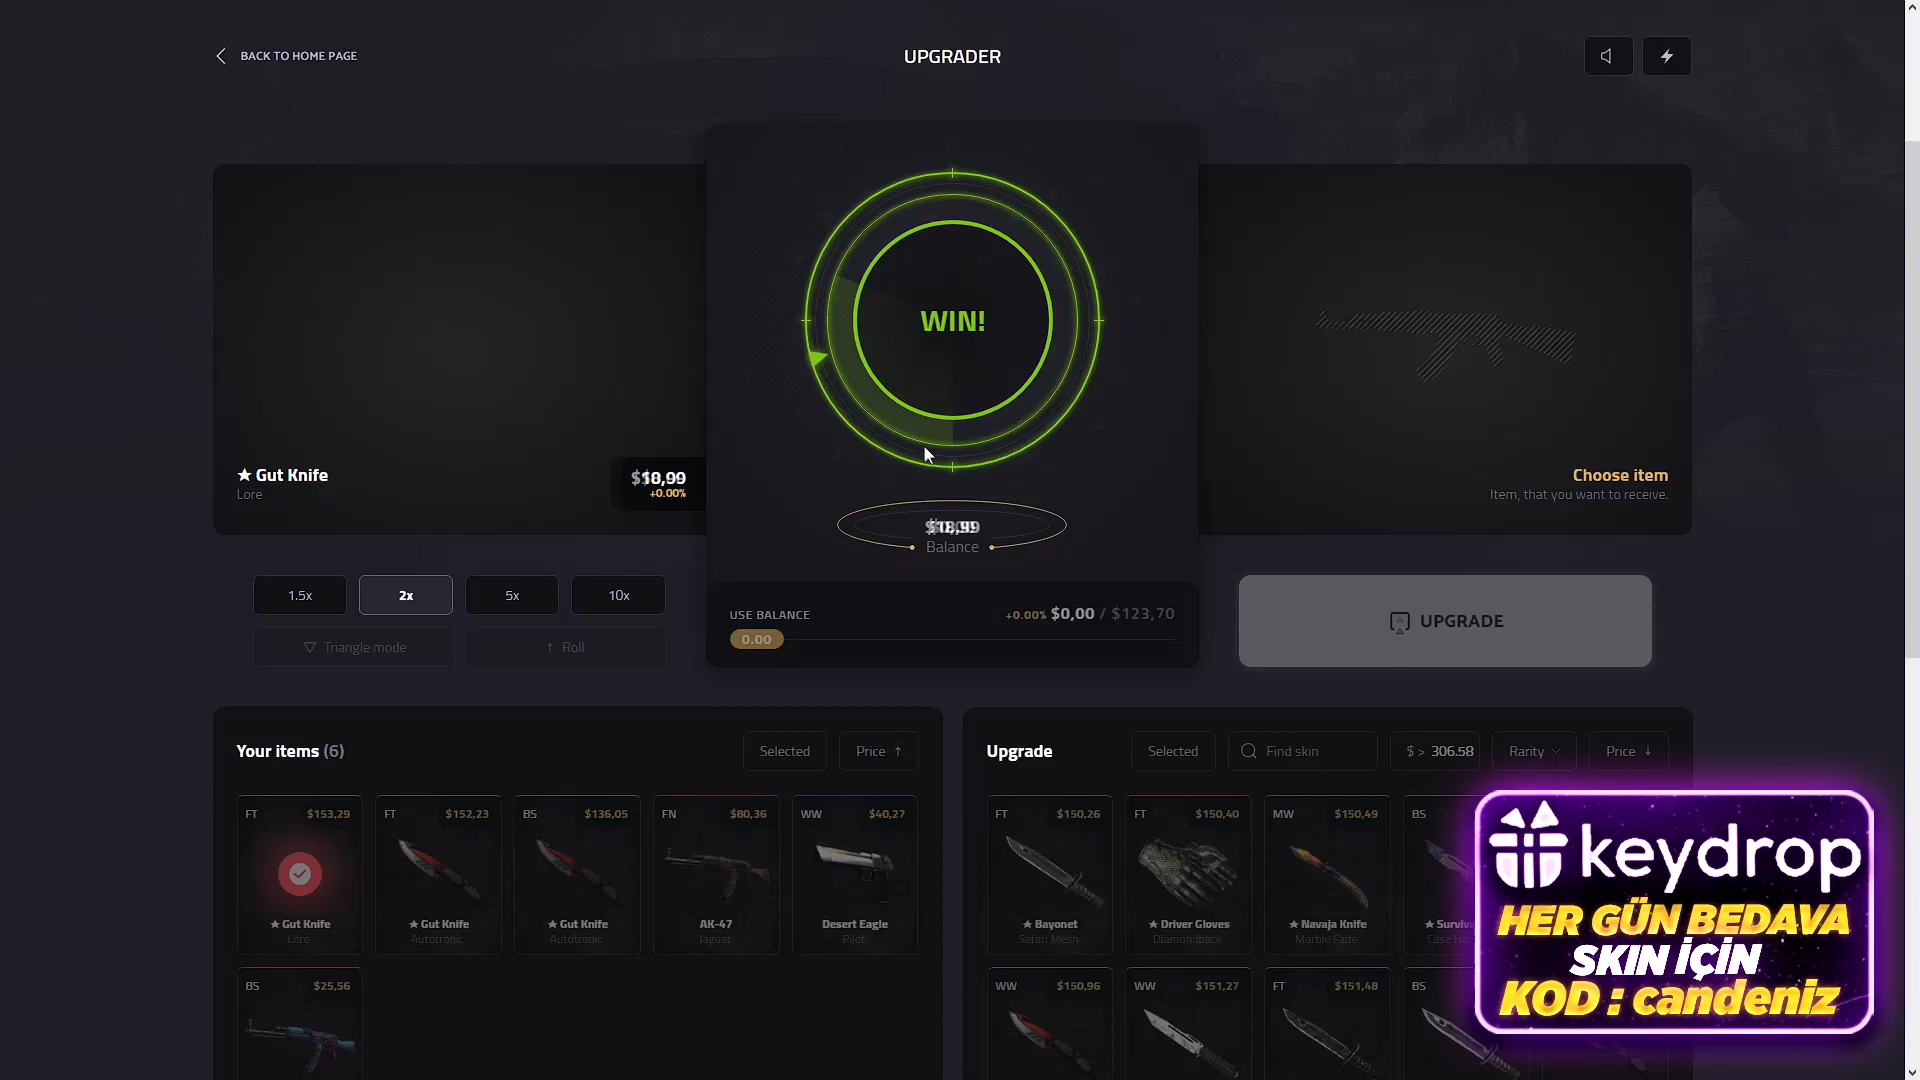 BACK TO HOME PAGE
UPGRADER
WIN!
★ Gut Knife
Lore
+0.00%
Choose item
Item, that you want to receive.
Balance
1.5x
2x
5x
10x
Triangle mode
Roll
USE BALANCE
+0.00% $0,00 / $123,70
0.00
UPGRADE
Your items (6)
Selected
Price
Upgrade
Selected
Find skin
$ > 306.58
Rarity
Price
FT $153,29
★ Gut Knife
Lore
FT $152,23
★ Gut Knife
Autotronic
BS $136,05
★ Gut Knife
Autotronic
FN $80,36
AK-47
Jaguar
WW $40,27
Desert Eagle
Pilot
BS $25,56
FT $150,26
★ Bayonet
Safari Mesh
FT $150,40
★ Driver Gloves
Diamondback
MW $150,49
★ Navaja Knife
Marble Fade
BS
WW $150,96
WW $151,27
FT $151,48
BS
keydrop
HER GÜN BEDAVA
SKIN İÇİN
KOD : candeniz